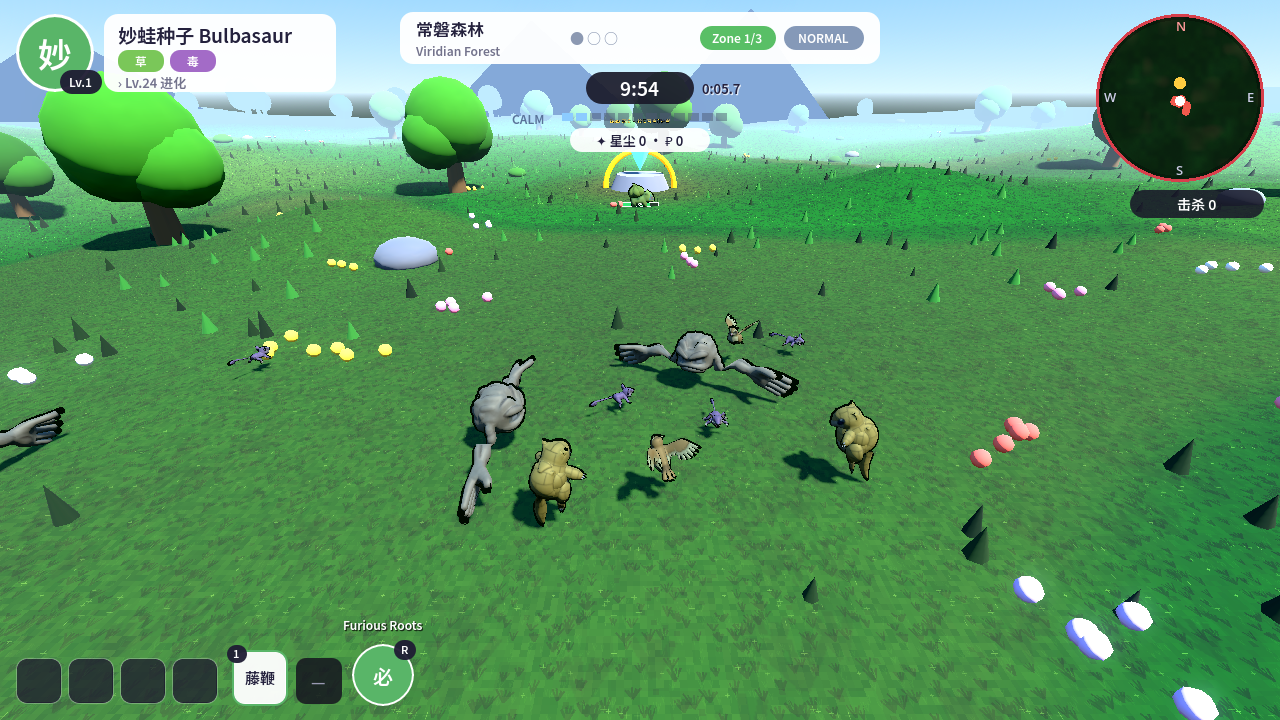 妙
Lv.1
妙蛙种子 Bulbasaur
草 毒
› Lv.24 进化
常磐森林
Viridian Forest
Zone 1/3
NORMAL
9:54
0:05.7
CALM
✦ 星尘 0 · ₽ 0
N
W
E
S
击杀 0
Furious Roots
1
藤鞭
—
必
R